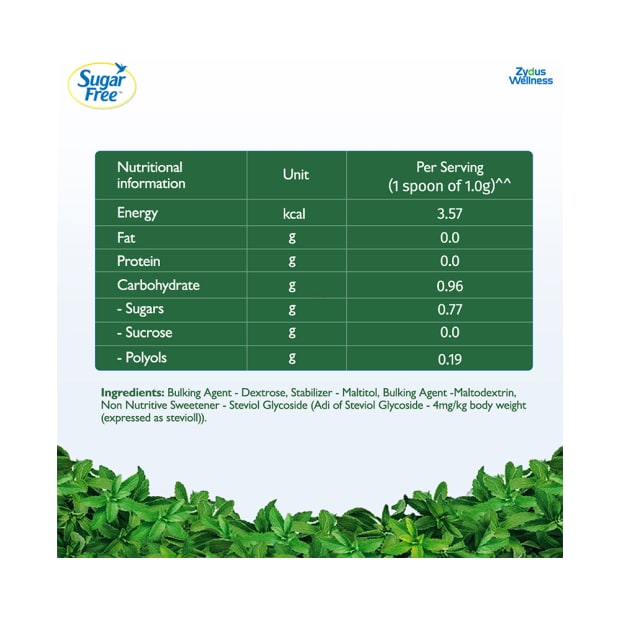 Sugar
Free™
Zydus
Wellness
Nutritional
information
Unit
Per Serving
(1 spoon of 1.0g)^^
Energy kcal 3.57
Fat g 0.0
Protein g 0.0
Carbohydrate g 0.96
- Sugars g 0.77
- Sucrose g 0.0
- Polyols g 0.19
Ingredients: Bulking Agent - Dextrose, Stabilizer - Maltitol, Bulking Agent -Maltodextrin,
Non Nutritive Sweetener - Steviol Glycoside (Adi of Steviol Glycoside - 4mg/kg body weight
(expressed as stevioll)).